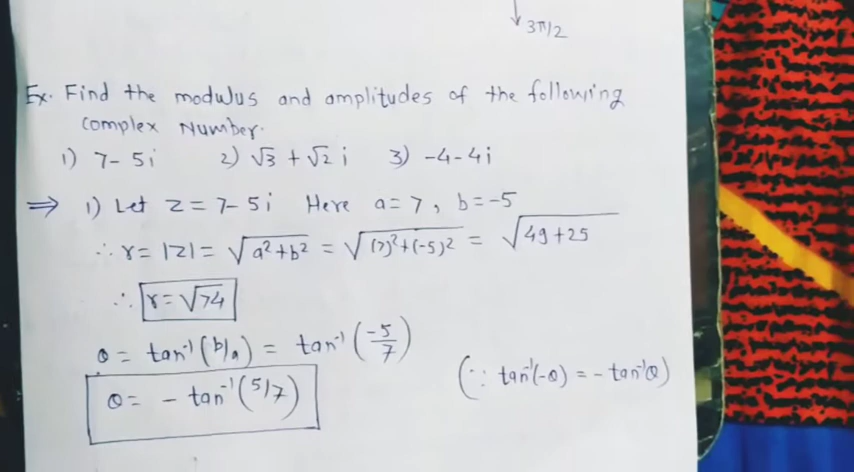 3π/2
Ex. Find the modulus and amplitudes of the following
complex Number.
1) 7-5i 2) √3 + √2 i 3) -4-4i
⇒ 1) Let z = 7-5i Here a=7, b=-5
∴ r = |z| = √(a²+b²) = √((7)²+(-5)²) = √(49+25)
∴ r = √74
θ = tan⁻¹(b/a) = tan⁻¹(-5/7)
θ = - tan⁻¹(5/7) (∵ tan⁻¹(-θ) = - tan⁻¹θ)